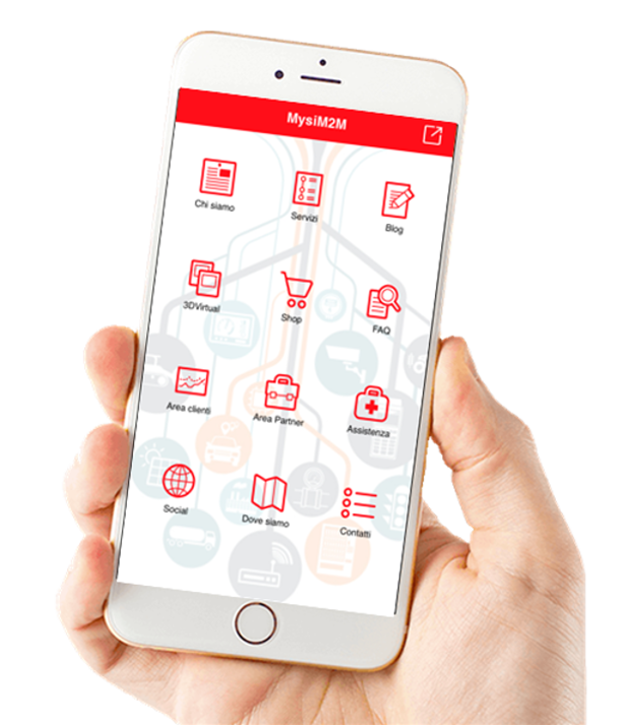 MysiM2M
Chi siamo
Servizi
Blog
3DVirtual
Shop
FAQ
Area clienti
Area Partner
Assistenza
Social
Dove siamo
Contatti